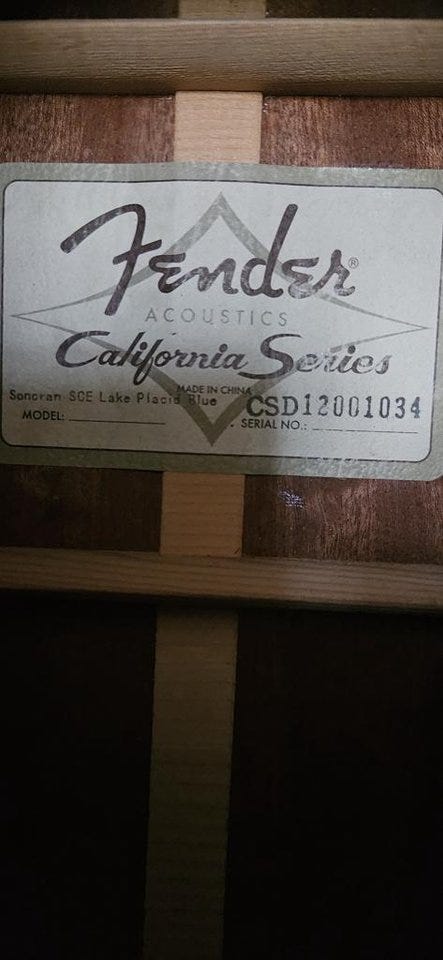 Fender®
ACOUSTICS
California Series
MADE IN CHINA
Sonoran SCE Lake Placid Blue CSD12001034
MODEL: SERIAL NO.: